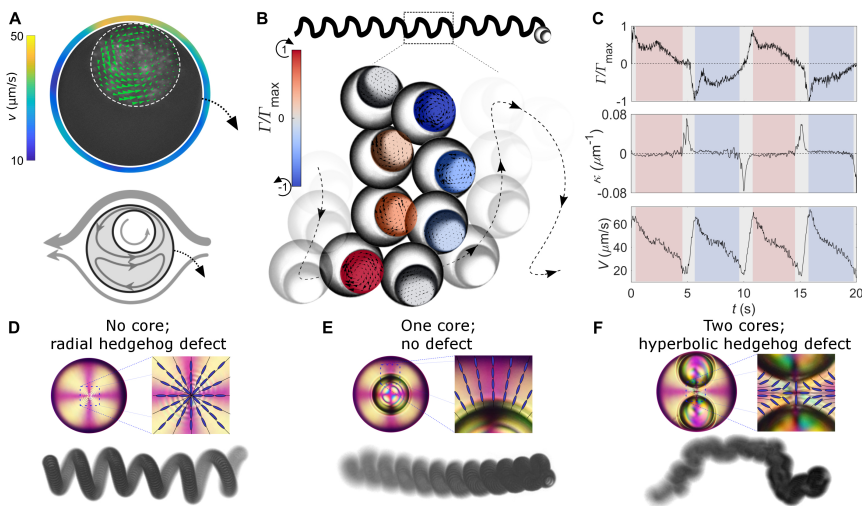 A
50
v (μm/s)
10
B
1
Γ/Γmax
0
-1
C
1
Γ/Γmax
0
-1
0.08
κ (μm⁻¹)
0
-0.08
60
V (μm/s)
40
20
0
5
10
15
20
t (s)
D
No core;
radial hedgehog defect
E
One core;
no defect
F
Two cores;
hyperbolic hedgehog defect